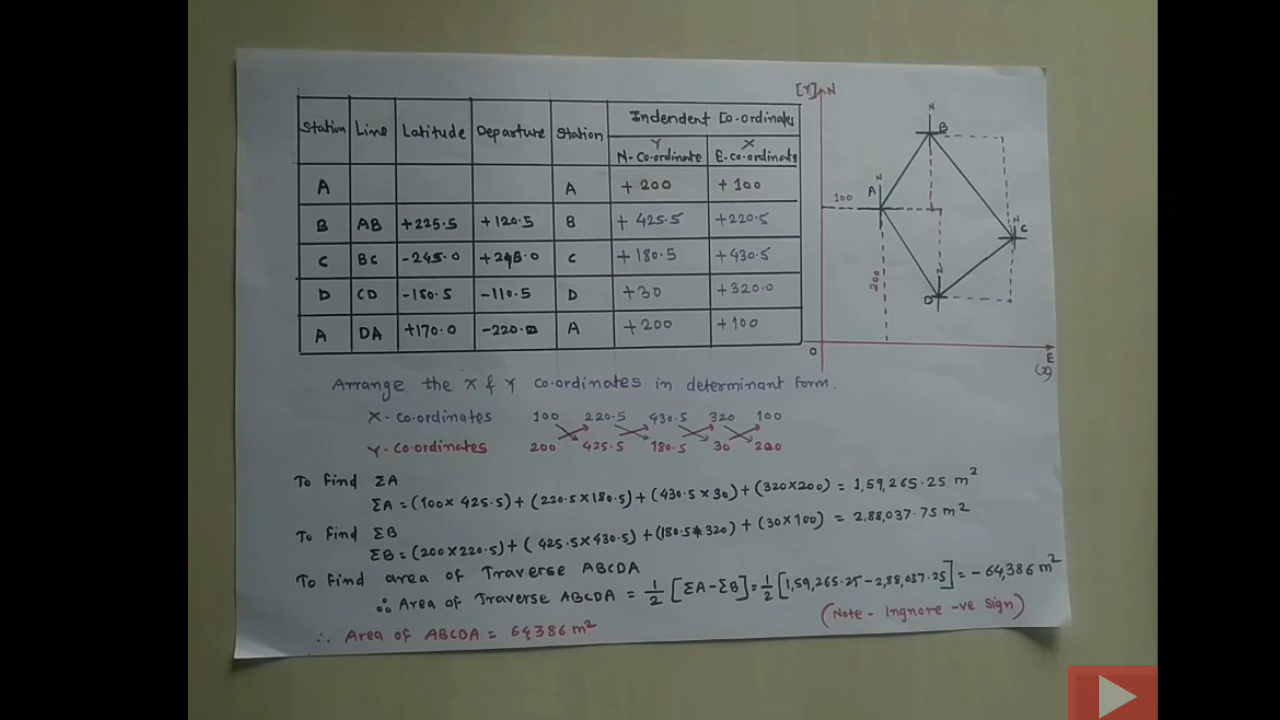 Station Line Latitude Departure Station Indendent Co-ordinates
Y N-Co-ordinate X E-co-ordinate
A A +200 +100
B AB +225.5 +120.5 B +425.5 +220.5
C BC -245.0 C +180.5 +430.5
D CD -150.5 -110.5 D +30 +320.0
A DA +170.0 -220.0 A +200 +100
[Y] N
N
B
N
A
100
N
C
200
N
D
O
E
(X)
Arrange the X & Y co-ordinates in determinant form.
X-Co-ordinates 100 220.5 430.5 320 100
Y-Co-ordinates 200 425.5 180.5 30 200
To find ΣA
ΣA = (100×425.5)+(220.5×180.5)+(430.5×30)+(320×200) = 1,59,265.25 m²
To find ΣB
ΣB = (200×220.5)+(425.5×430.5)+(180.5×320)+(30×100) = 2,88,037.75 m²
To find area of Traverse ABCDA
∴ Area of Traverse ABCDA = 1/2 [ΣA-ΣB] = 1/2 [1,59,265.25-2,88,037.25] = -64,386 m²
(Note - Ingnore -ve sign)
∴ Area of ABCDA = 64386 m²